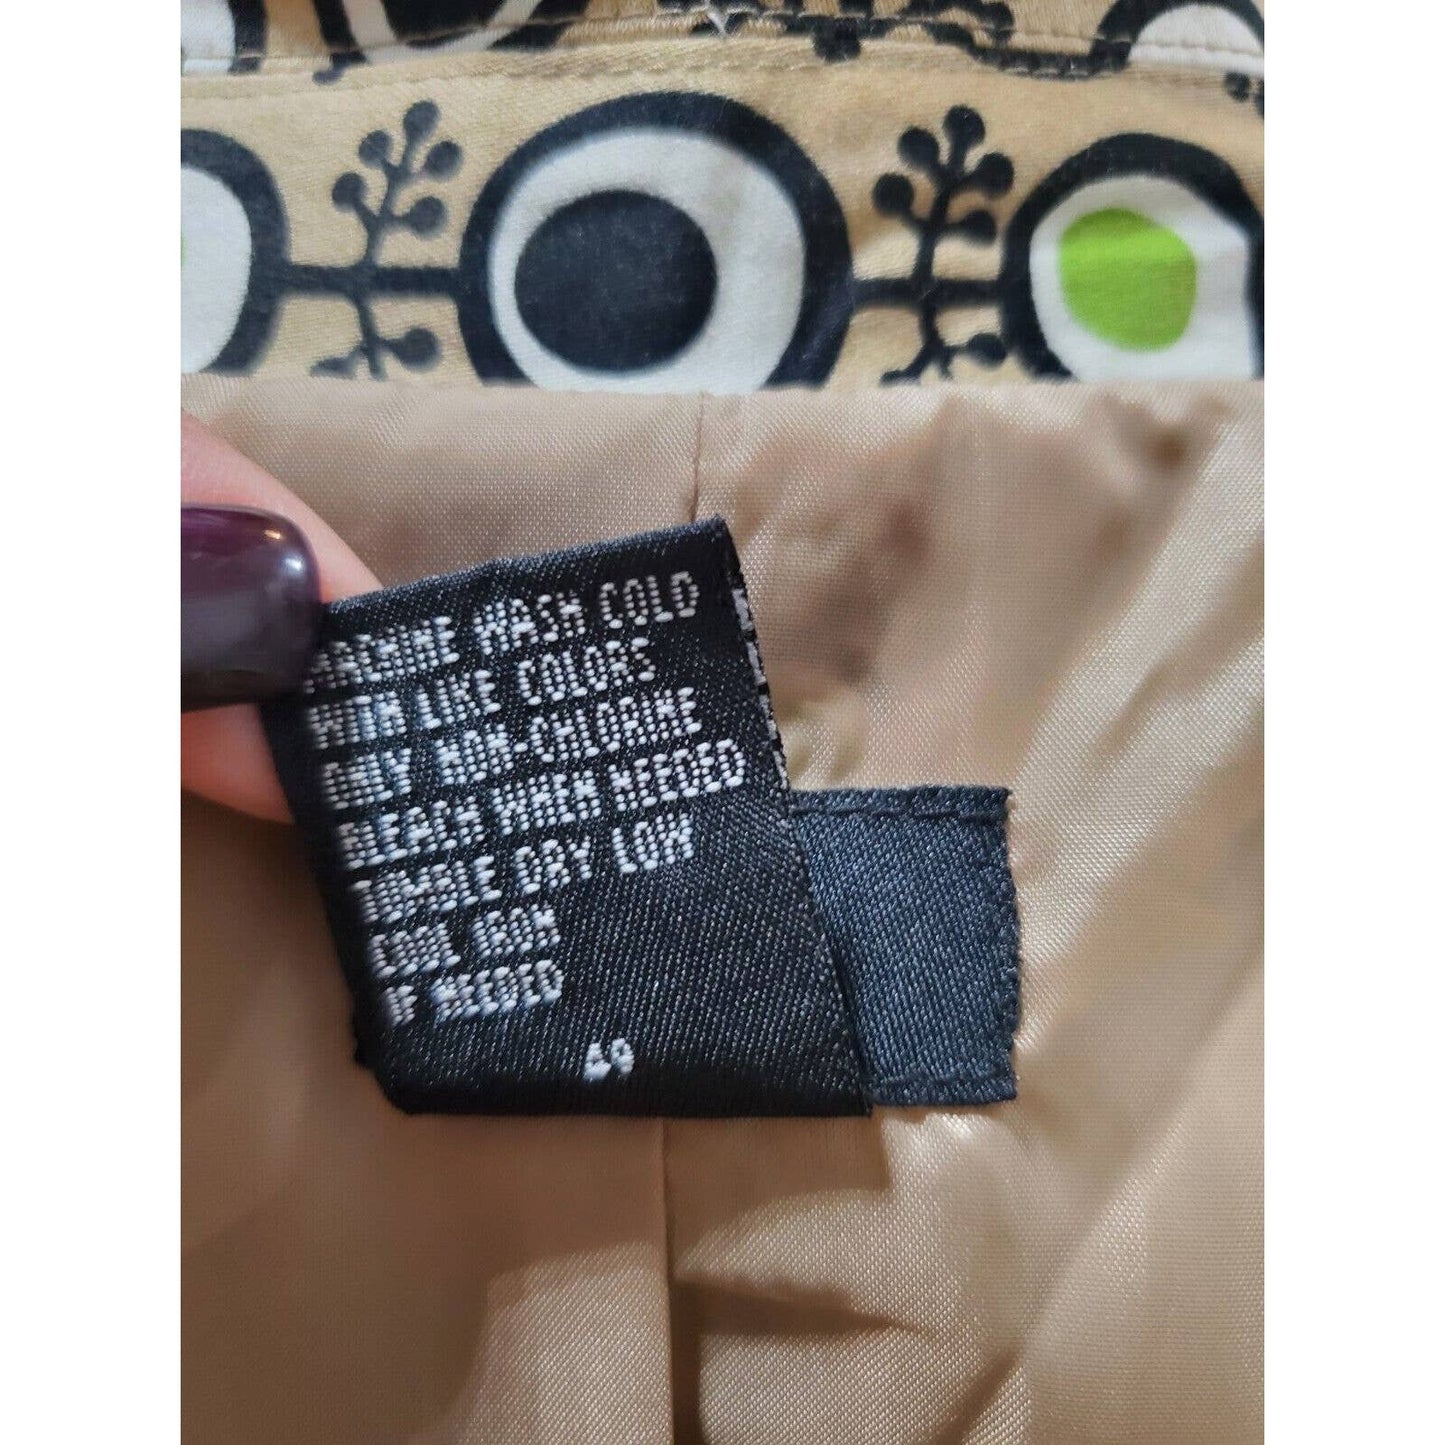 MACHINE WASH COLD
WITH LIKE COLORS
ONLY NON-CHLORINE
BLEACH WHEN NEEDED
TUMBLE DRY LOW
COOL IRON
IF NEEDED